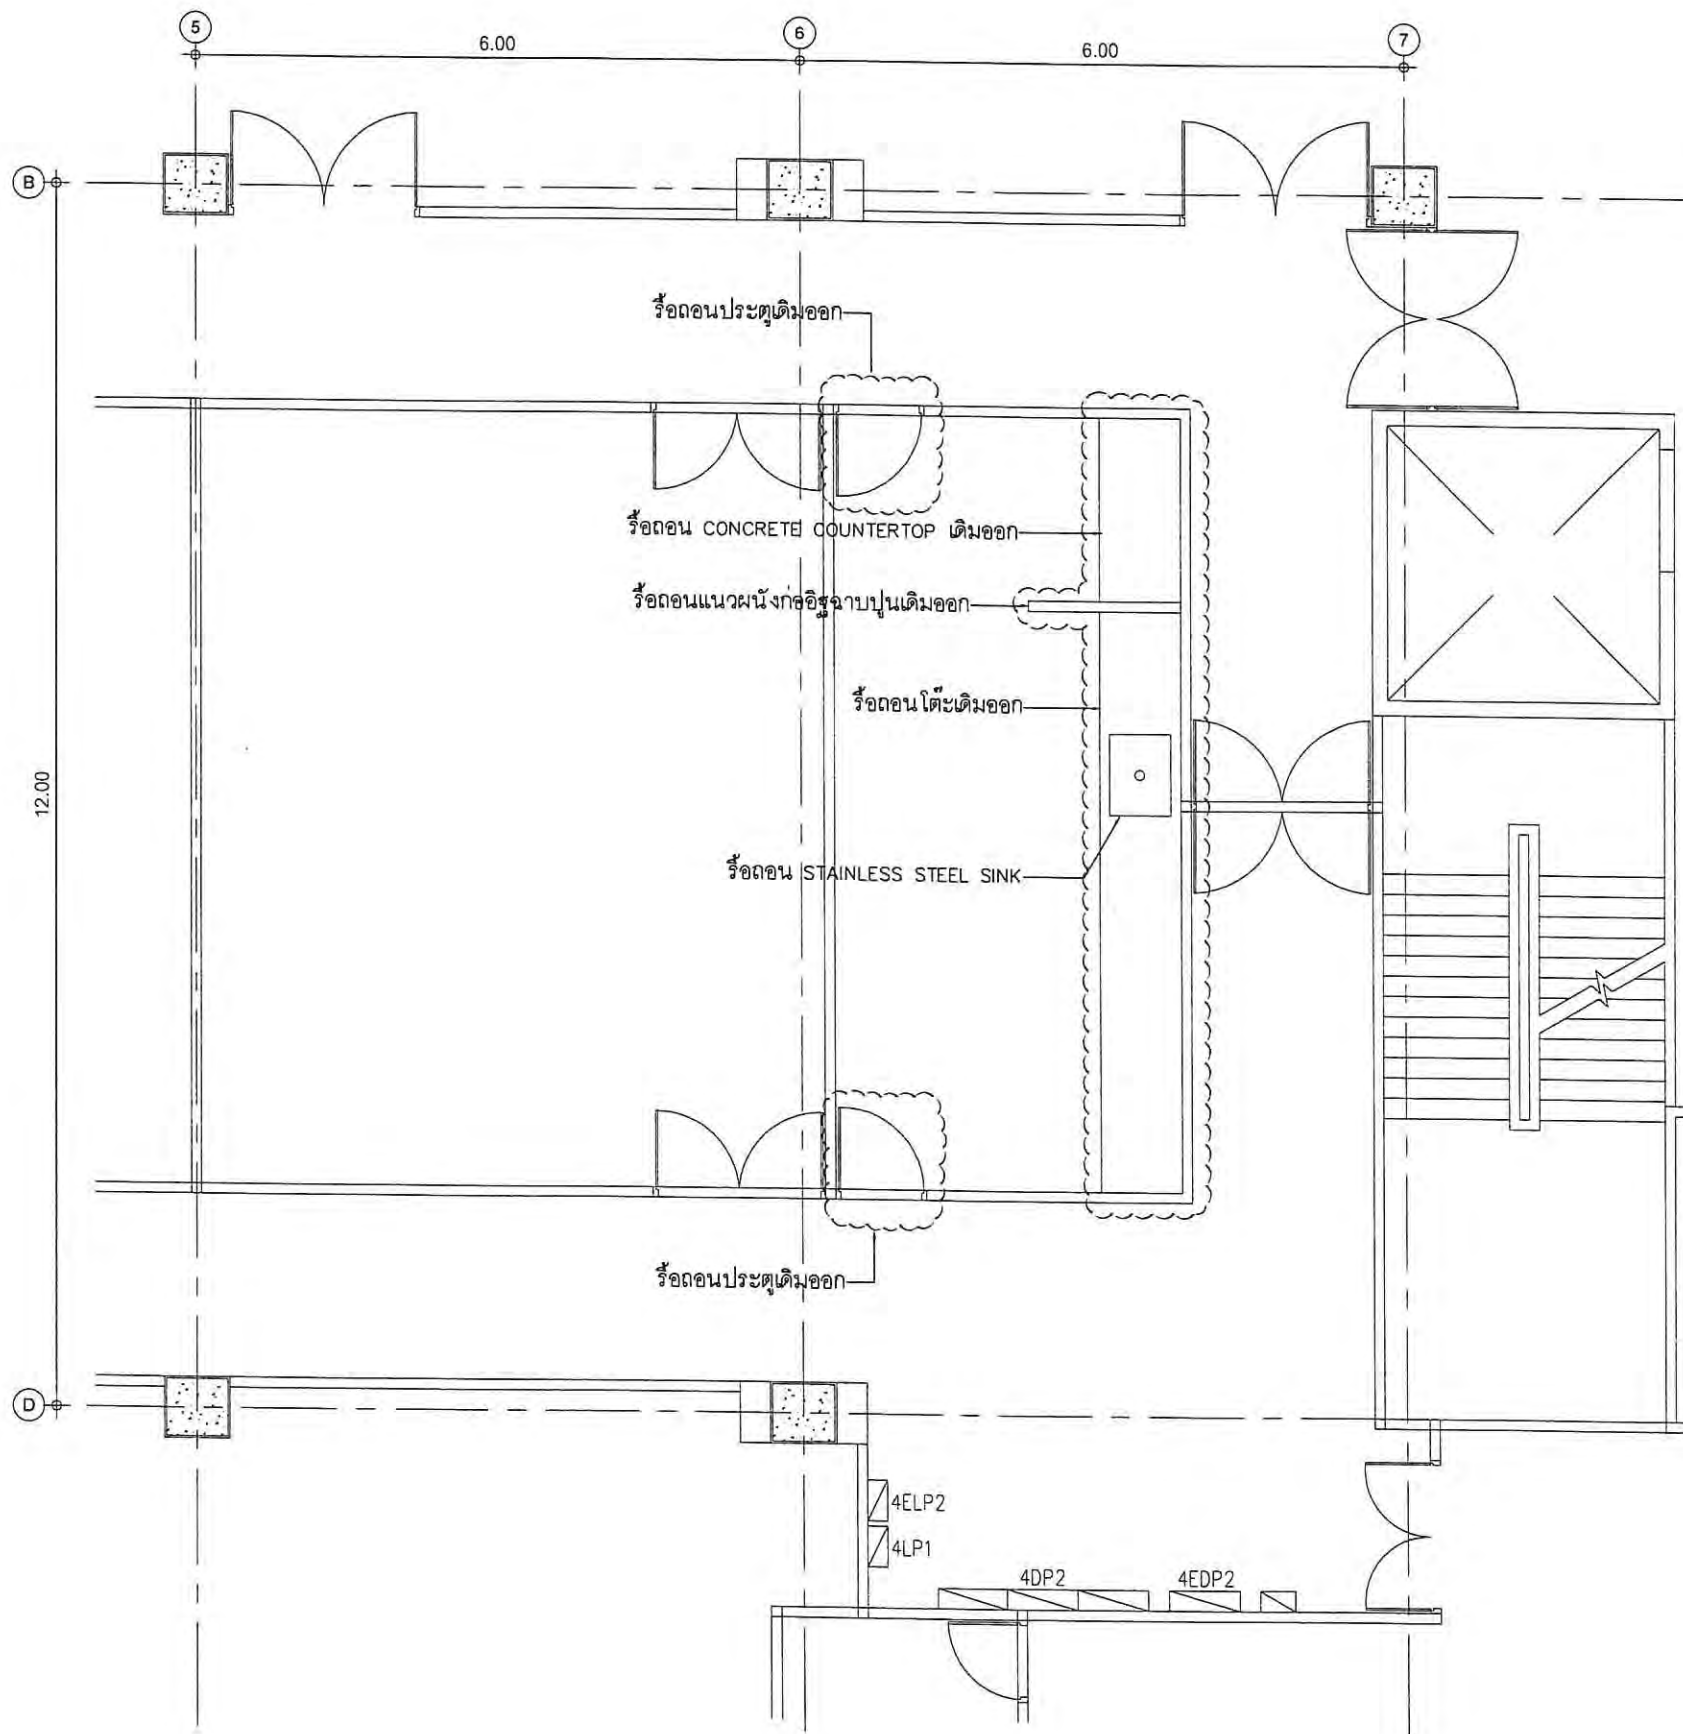 5
6
7
6.00
6.00
B
รื้อถอนประตูเดิมออก
รื้อถอน CONCRETE COUNTERTOP เดิมออก
รื้อถอนแนวผนังก่ออิฐฉาบปูนเดิมออก
รื้อถอนโต๊ะเดิมออก
12.00
รื้อถอน STAINLESS STEEL SINK
รื้อถอนประตูเดิมออก
D
4ELP2
4LP1
4DP2
4EDP2